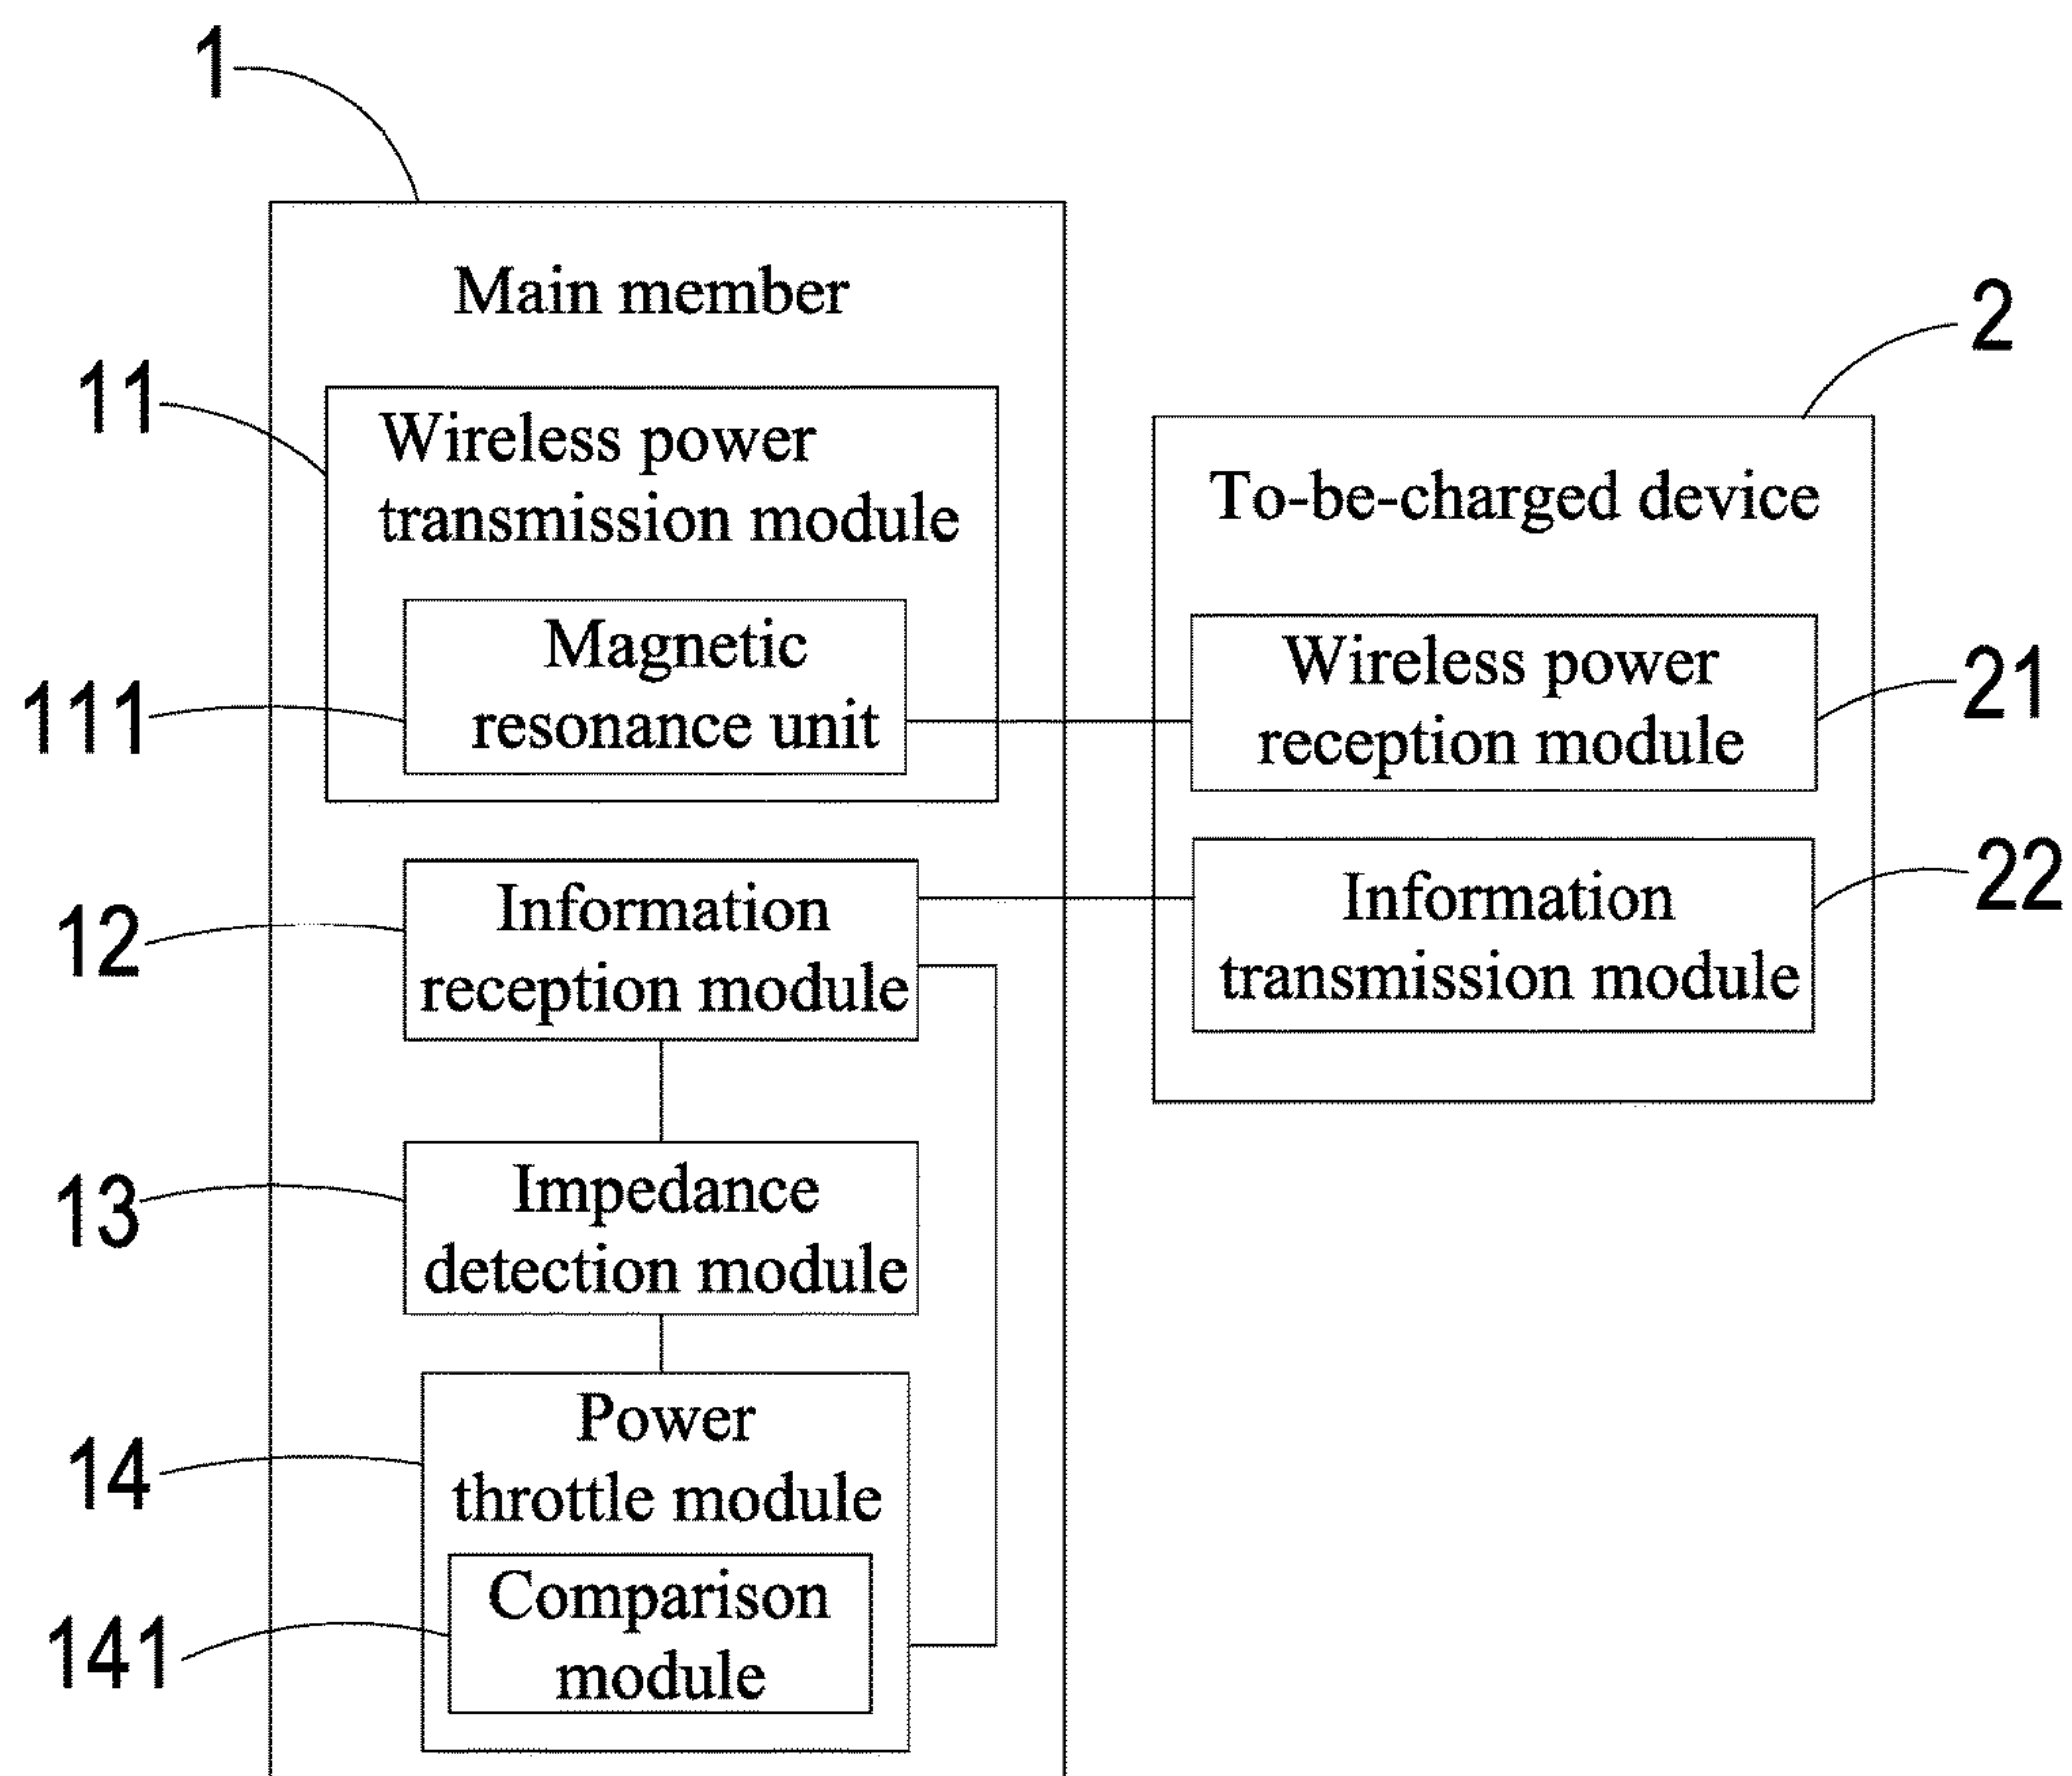 1
Main member
2
11
Wireless power
transmission module
To-be-charged device
111
Magnetic
resonance unit
Wireless power
reception module
21
12
Information
reception module
Information
transmission module
22
13
Impedance
detection module
14
Power
throttle module
141
Comparison
module